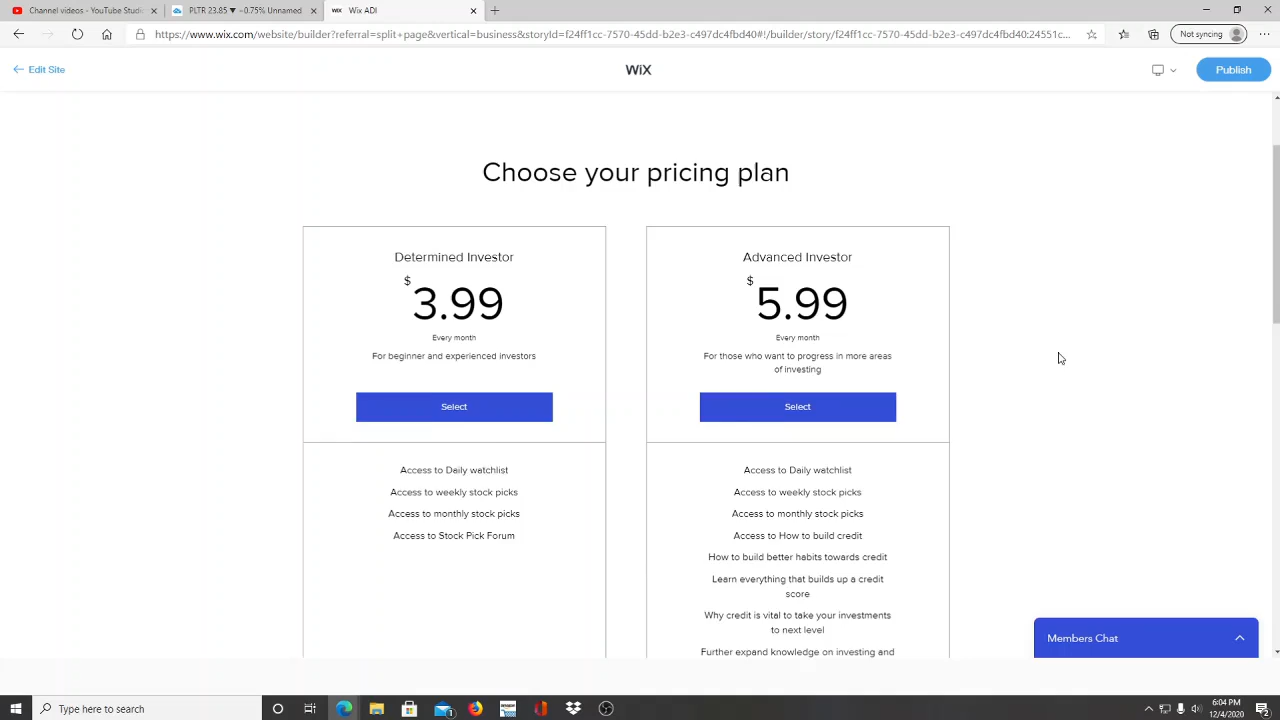 Channel videos - YouTube Studio
PLTR 23.85 ▼ −0.75% Unnamed
WiX Wix ADI
https://www.wix.com/website/builder?referral=split+page&vertical=business&storyId=f24ff1cc-7570-45dd-b2e3-c497dc4fbd40#!/builder/story/f24ff1cc-7570-45dd-b2e3-c497dc4fbd40:24551c...
Not syncing
← Edit Site
WiX
Publish
Choose your pricing plan
Determined Investor
$
3.99
Every month
For beginner and experienced investors
Select
Access to Daily watchlist
Access to weekly stock picks
Access to monthly stock picks
Access to Stock Pick Forum
Advanced Investor
$
5.99
Every month
For those who want to progress in more areas
of investing
Select
Access to Daily watchlist
Access to weekly stock picks
Access to monthly stock picks
Access to How to build credit
How to build better habits towards credit
Learn everything that builds up a credit
score
Why credit is vital to take your investments
to next level
Further expand knowledge on investing and
Members Chat
Type here to search
6:04 PM
12/4/2020